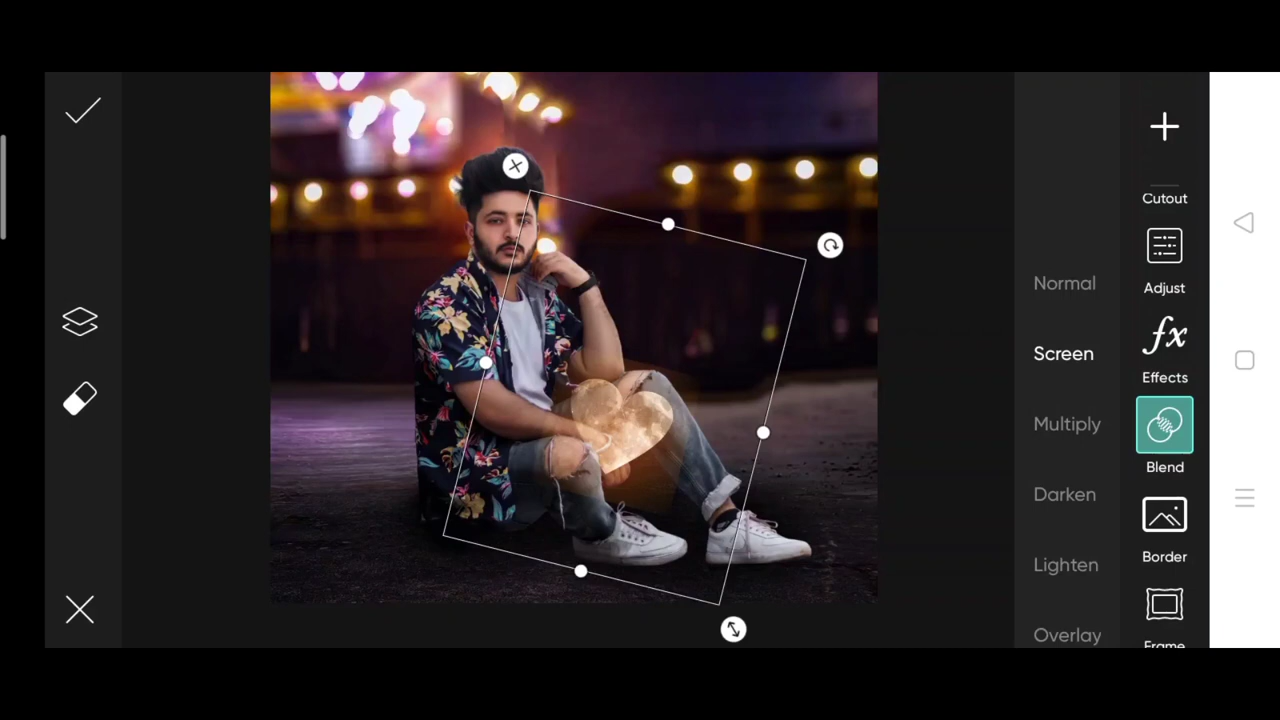 Normal
Screen
Multiply
Darken
Lighten
Overlay
Cutout
Adjust
fx
Effects
Blend
Border
Frame